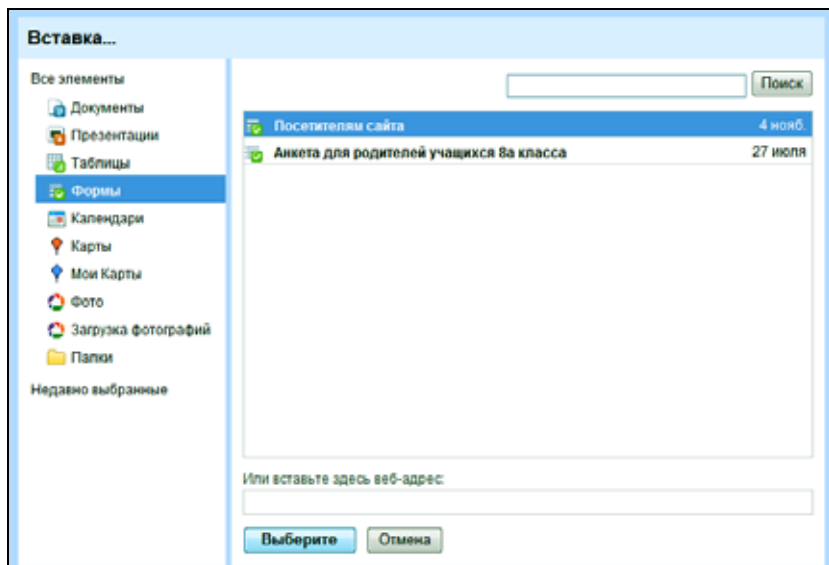 Вставка...
Все элементы
Документы
Презентации
Таблицы
Формы
Календари
Карты
Мои Карты
Фото
Загрузка фотографий
Папки
Недавно выбранные
Поиск
Посетителям сайта 4 нояб.
Анкета для родителей учащихся 8а класса 27 июля
Или вставьте здесь веб-адрес:
Выберите Отмена